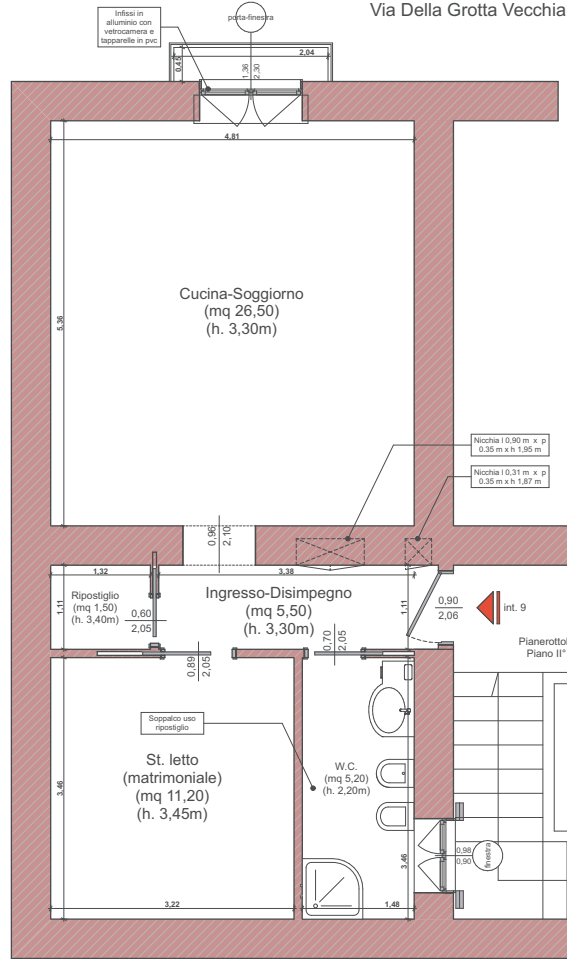 Via Della Grotta Vecchia
Infissi in
alluminio con
vetrocamera e
tapparelle in pvc
porta-finestra
2,04
0,45
1,36
2,30
4,81
5,36
Cucina-Soggiorno
(mq 26,50)
(h. 3,30m)
Nicchia l 0,90 m x p
0.35 m x h 1,95 m
Nicchia l 0,31 m x p
0.35 m x h 1,87 m
0,96
2,10
1,32
3,38
1,11
Ripostiglio
(mq 1,50)
(h. 3,40m)
0,60
2,05
Ingresso-Disimpegno
(mq 5,50)
(h. 3,30m)
1,11
0,90
2,06
int. 9
Pianerottol
Piano II°
0,89
2,05
0,70
2,05
Soppalco uso
ripostiglio
St. letto
(matrimoniale)
(mq 11,20)
(h. 3,45m)
3,46
W.C.
(mq 5,20)
(h. 2,20m)
3,46
0,98
0,90
finestra
3,22
1,48